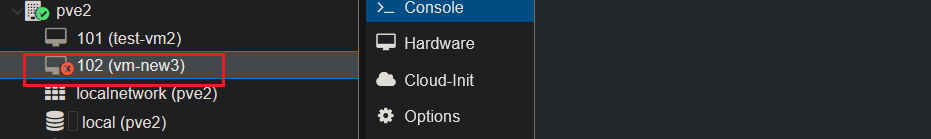 pve2
101 (test-vm2)
102 (vm-new3)
localnetwork (pve2)
local (pve2)
Console
Hardware
Cloud-Init
Options